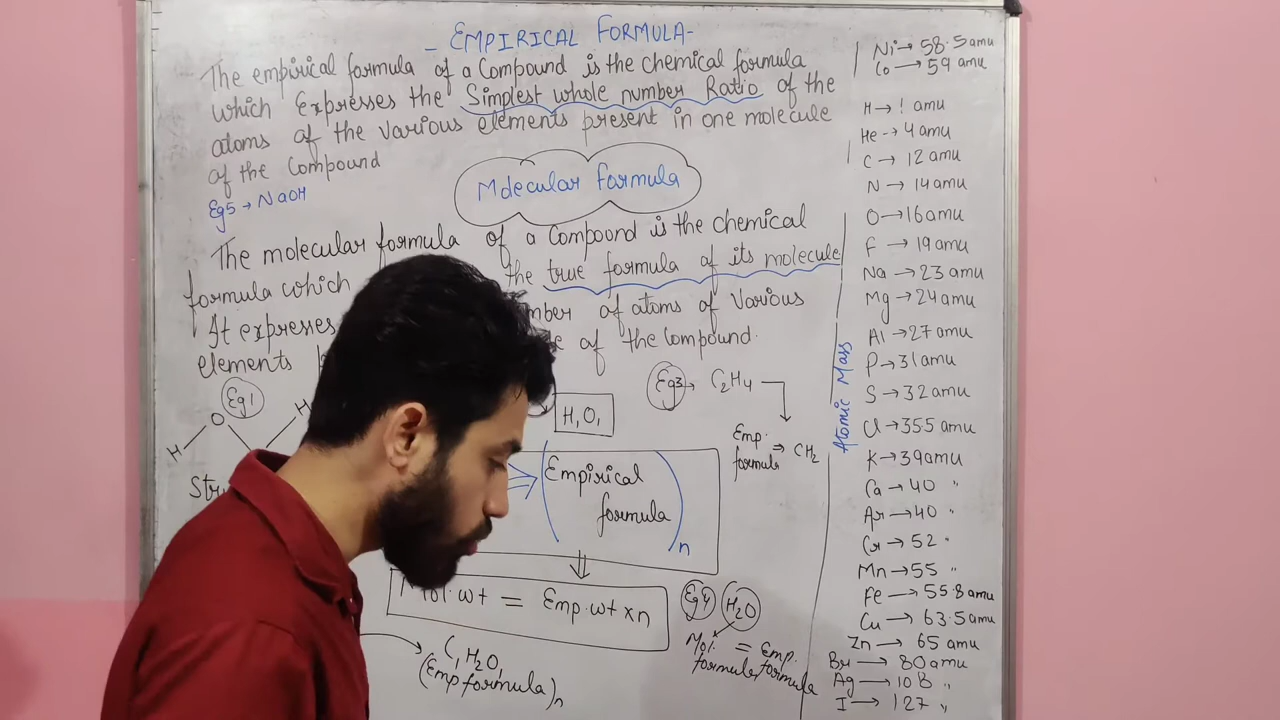 - EMPIRICAL FORMULA-
The empirical formula of a Compound is the chemical formula
which Expresses the Simplest whole number Ratio of the
atoms of the various elements present in one molecule
of the Compound
Eg5 → NaOH
Molecular formula
The molecular formula of a Compound is the chemical
formula which the true formula of its molecule
It expresses of atoms of Various
elements of the Compound.
Eg1
H
O
H
H₁O₁
Eg3 → C₂H₄
Emp. formula ⇒ CH₂
(Empirical
formula)n
Mol. wt = Emp. wt x n
C₁H₂O₁
(Emp formula)n
Eg4 H₂O
Mol. formula = Emp. formula
Atomic Mass
Ni → 58.5 amu
Co → 59 amu
H → 1 amu
He → 4 amu
C → 12 amu
N → 14 amu
O → 16 amu
F → 19 amu
Na → 23 amu
Mg → 24 amu
Al → 27 amu
P → 31 amu
S → 32 amu
Cl → 35.5 amu
K → 39 amu
Ca → 40 "
Ar → 40 "
Cr → 52 "
Mn → 55 "
Fe → 55.8 amu
Cu → 63.5 amu
Zn → 65 amu
Br → 80 amu
Ag → 108 "
I → 127 "